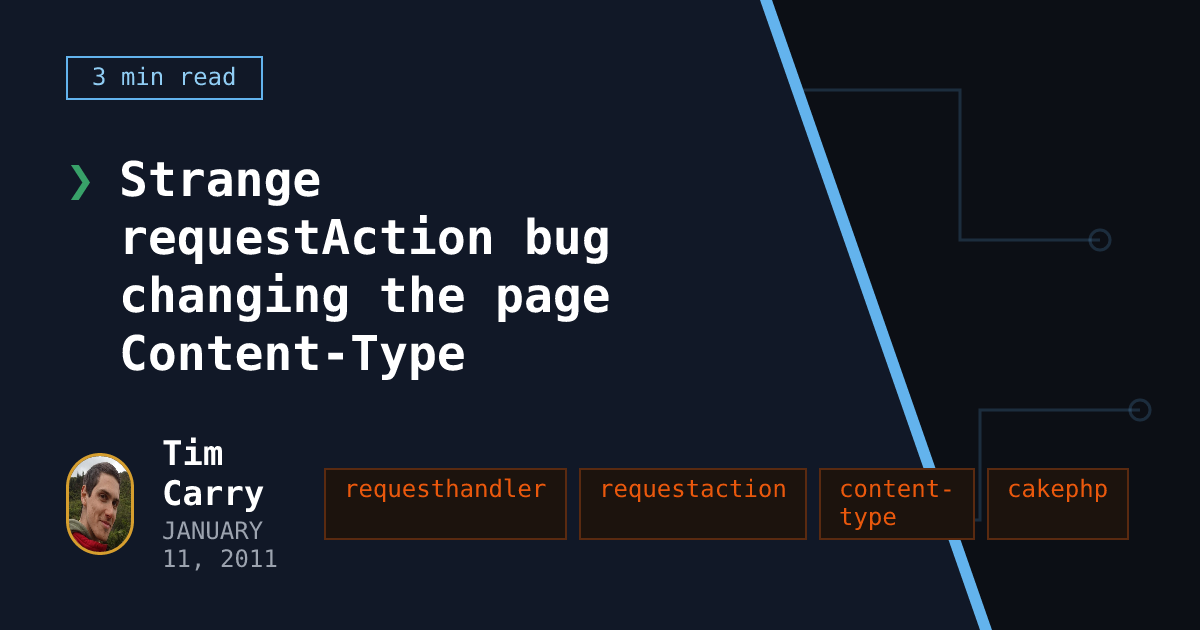 3 min read
❯ Strange
requestAction bug
changing the page
Content-Type
Tim
Carry
JANUARY
11, 2011
requesthandler
requestaction
content-
type
cakephp